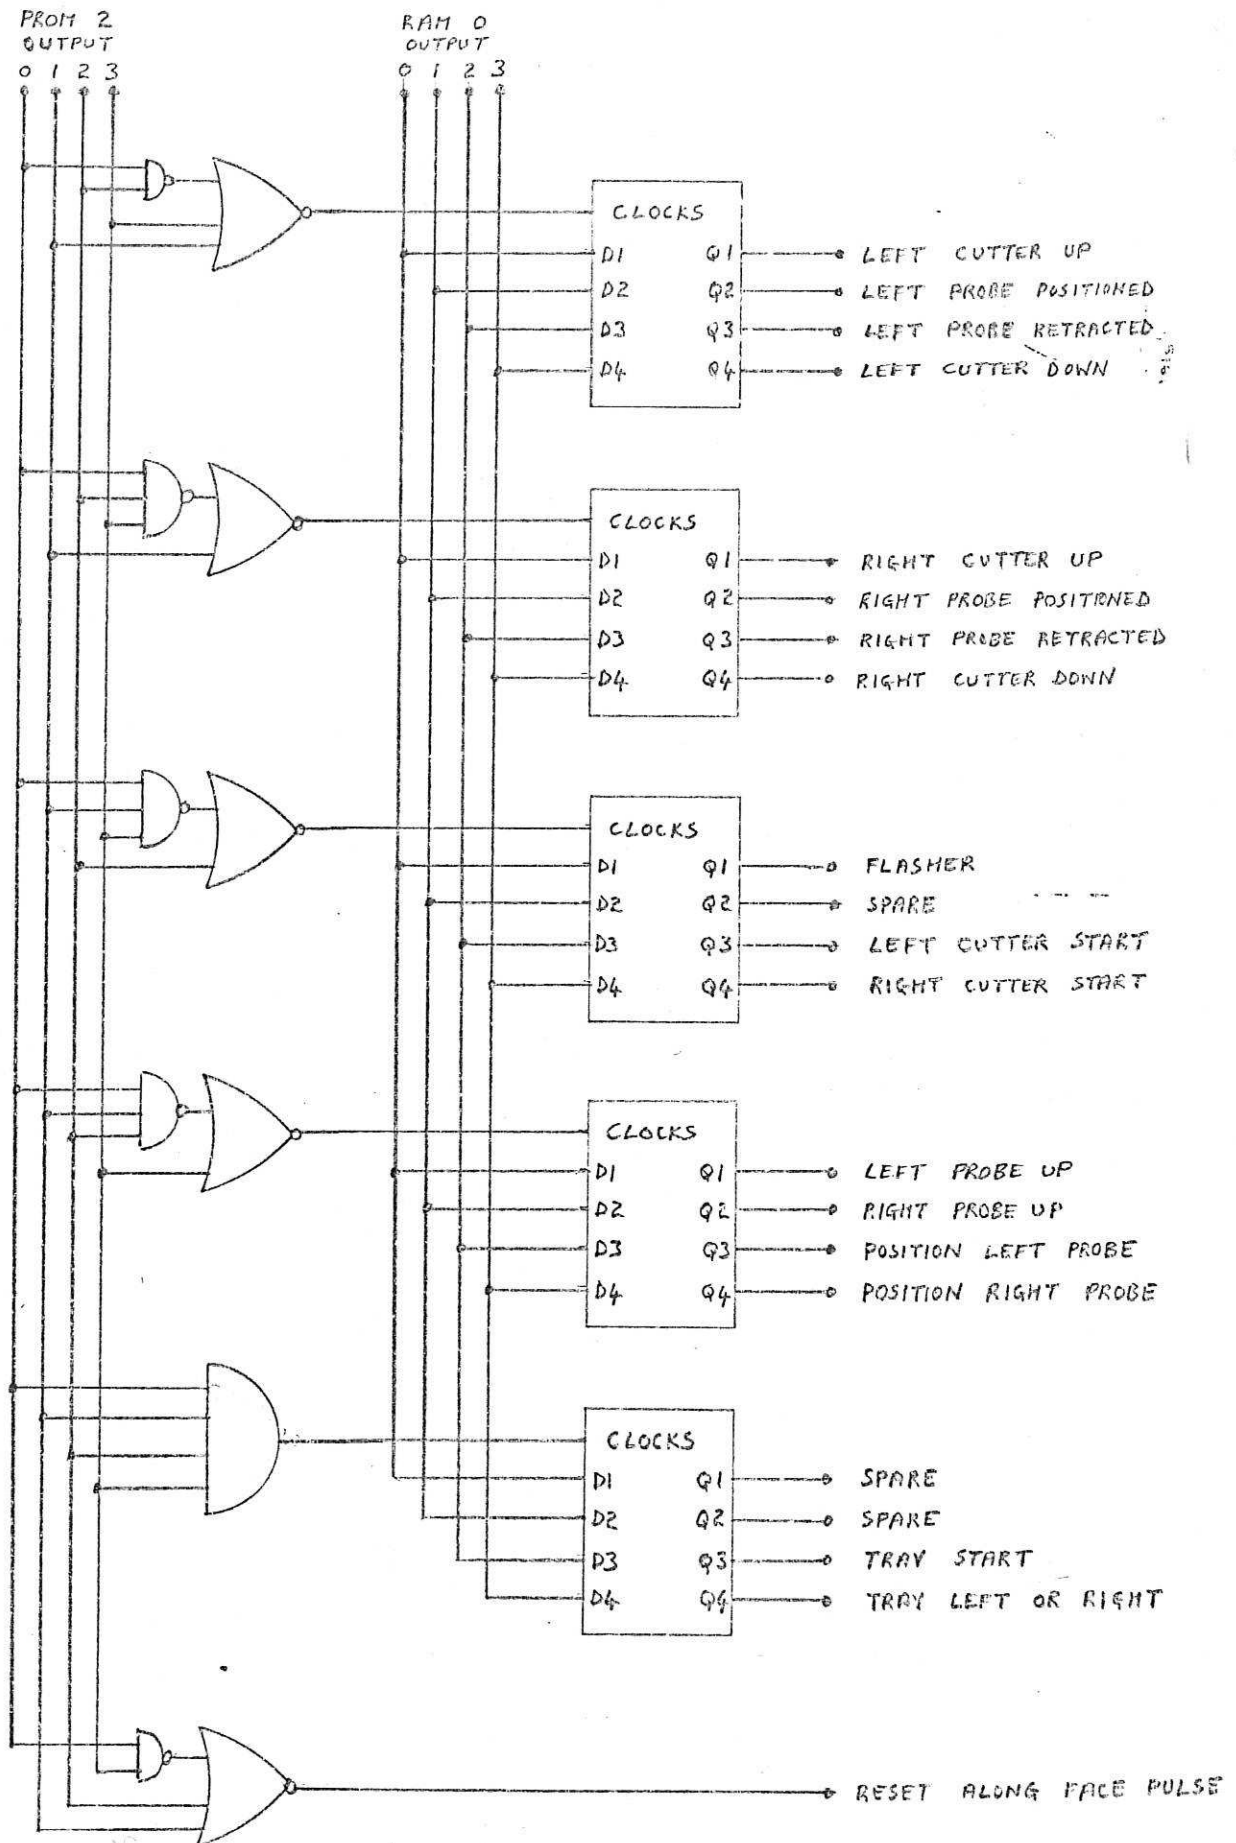 PROM 2
OUTPUT
0 1 2 3
RAM 0
OUTPUT
0 1 2 3
CLOCKS
D1 Q1 LEFT CUTTER UP
D2 Q2 LEFT PROBE POSITIONED
D3 Q3 LEFT PROBE RETRACTED
D4 Q4 LEFT CUTTER DOWN
CLOCKS
D1 Q1 RIGHT CUTTER UP
D2 Q2 RIGHT PROBE POSITIONED
D3 Q3 RIGHT PROBE RETRACTED
D4 Q4 RIGHT CUTTER DOWN
CLOCKS
D1 Q1 FLASHER
D2 Q2 SPARE
D3 Q3 LEFT CUTTER START
D4 Q4 RIGHT CUTTER START
CLOCKS
D1 Q1 LEFT PROBE UP
D2 Q2 RIGHT PROBE UP
D3 Q3 POSITION LEFT PROBE
D4 Q4 POSITION RIGHT PROBE
CLOCKS
D1 Q1 SPARE
D2 Q2 SPARE
D3 Q3 TRAY START
D4 Q4 TRAY LEFT OR RIGHT
RESET ALONG FACE PULSE